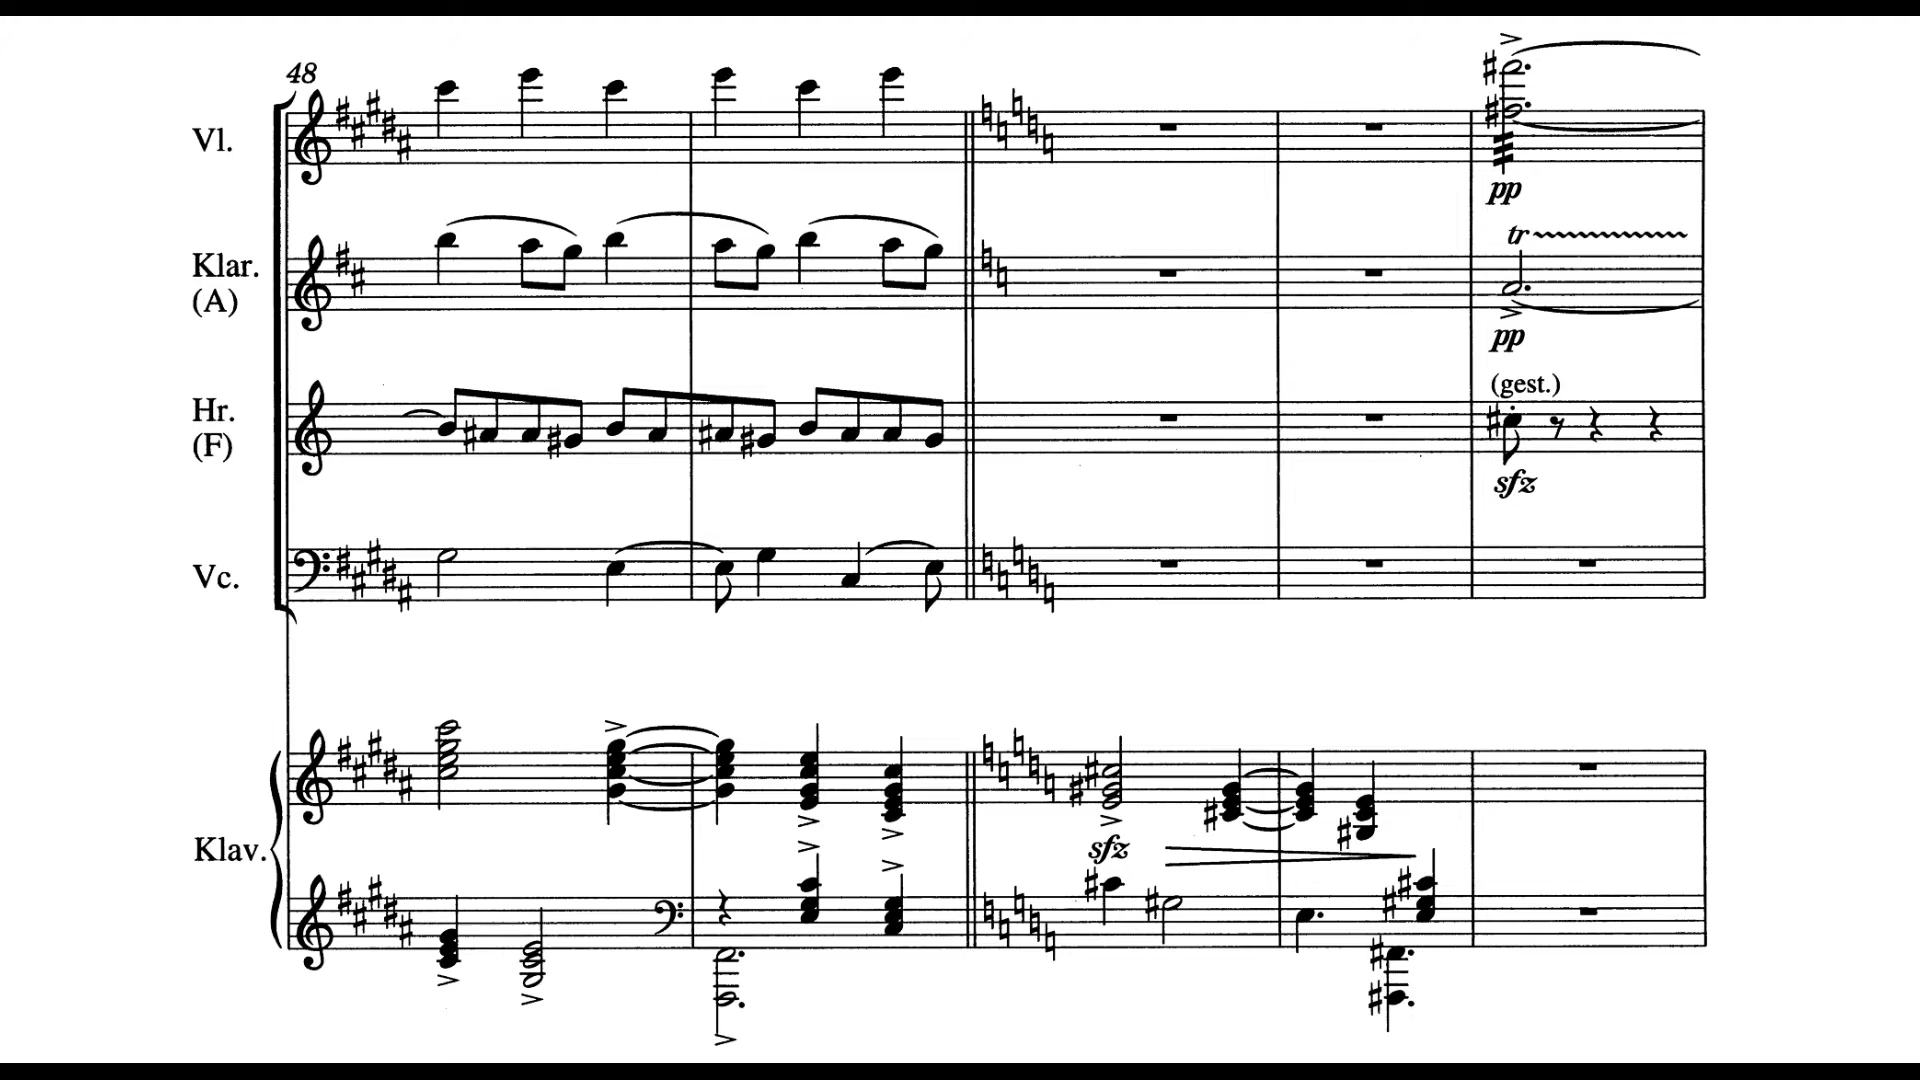 48
Vl.
pp
tr
Klar.
(A)
pp
(gest.)
Hr.
(F)
sfz
Vc.
Klav.
sfz